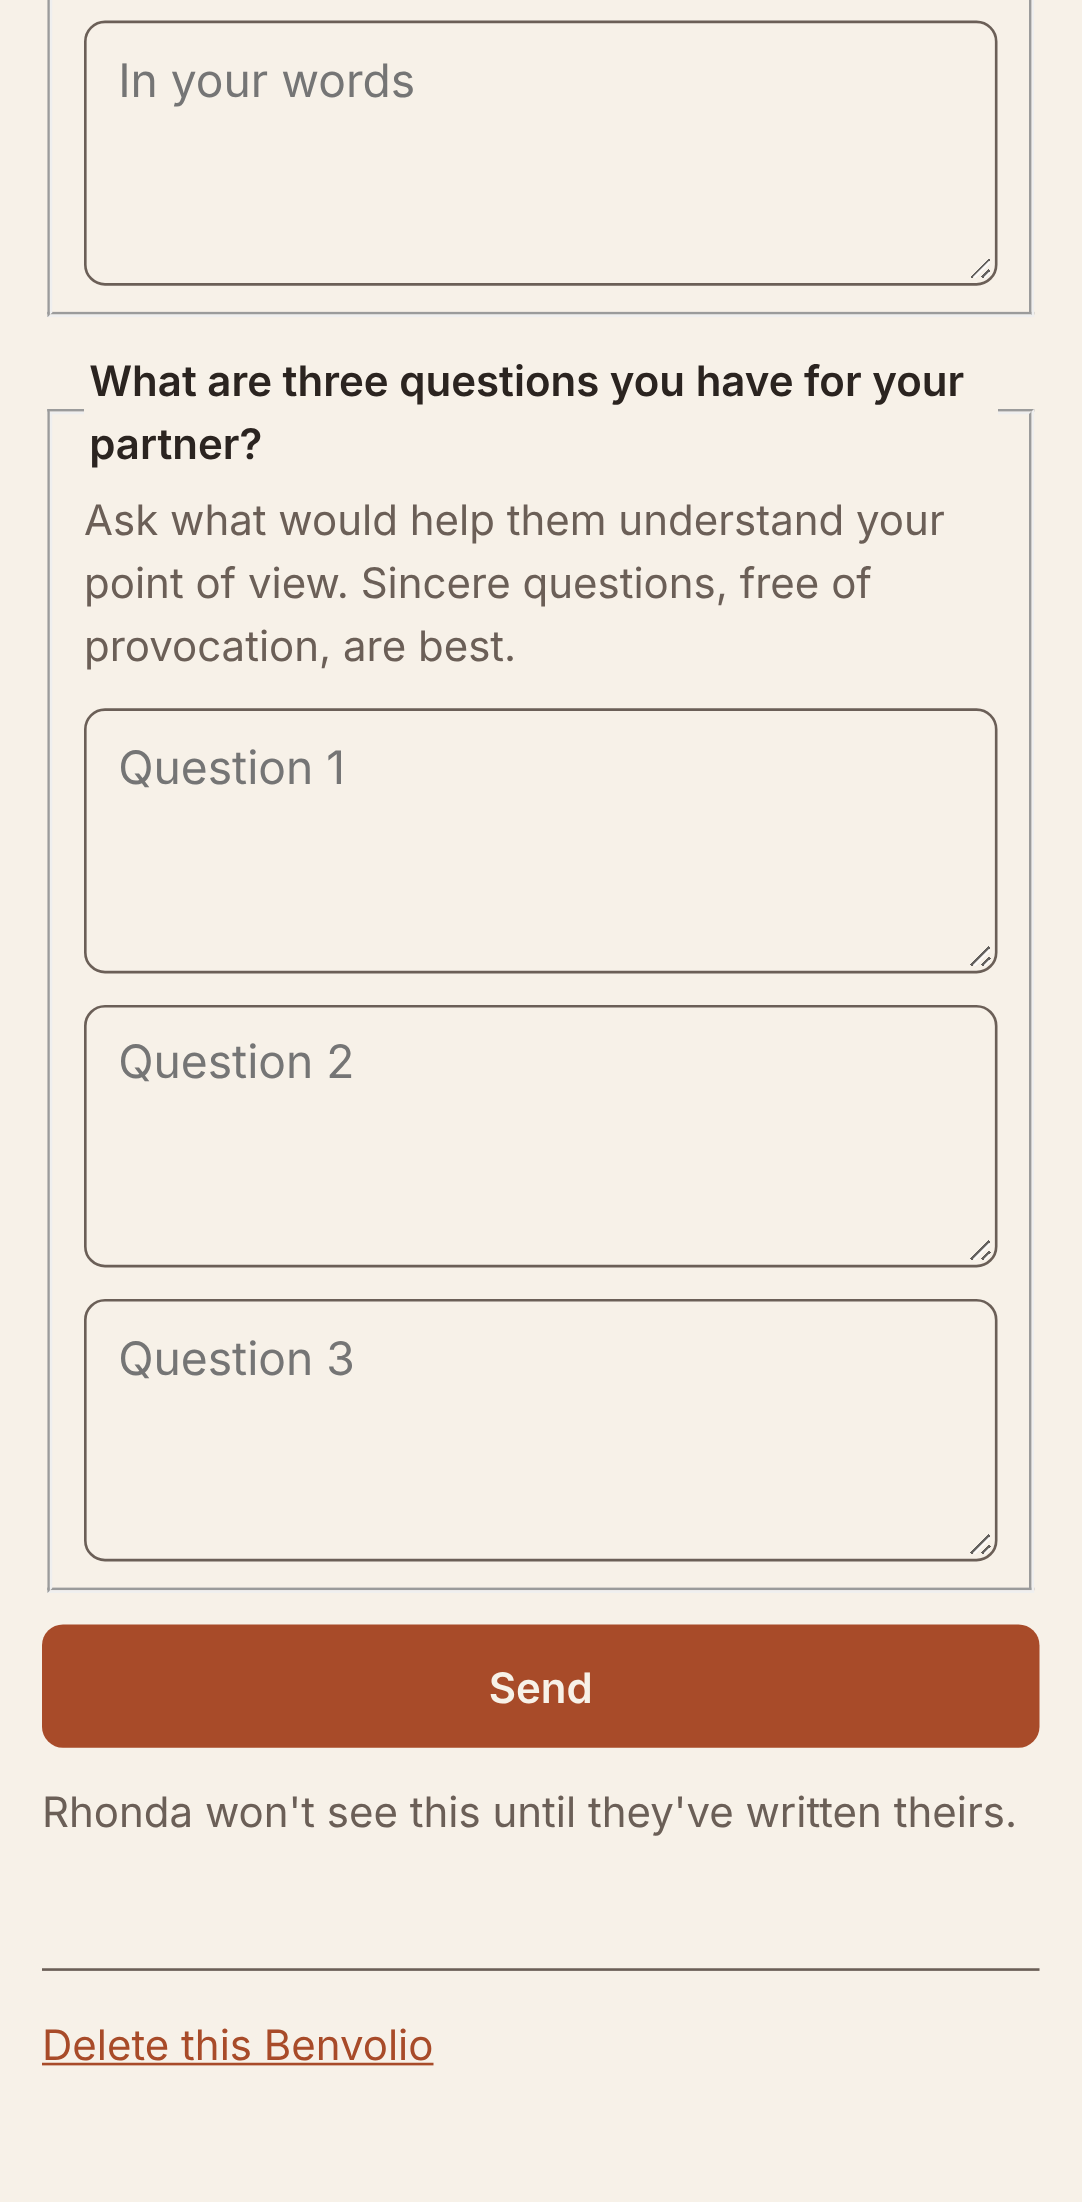 In your words
What are three questions you have for your
partner?
Ask what would help them understand your
point of view. Sincere questions, free of
provocation, are best.
Question 1
Question 2
Question 3
Send
Rhonda won't see this until they've written theirs.
Delete this Benvolio